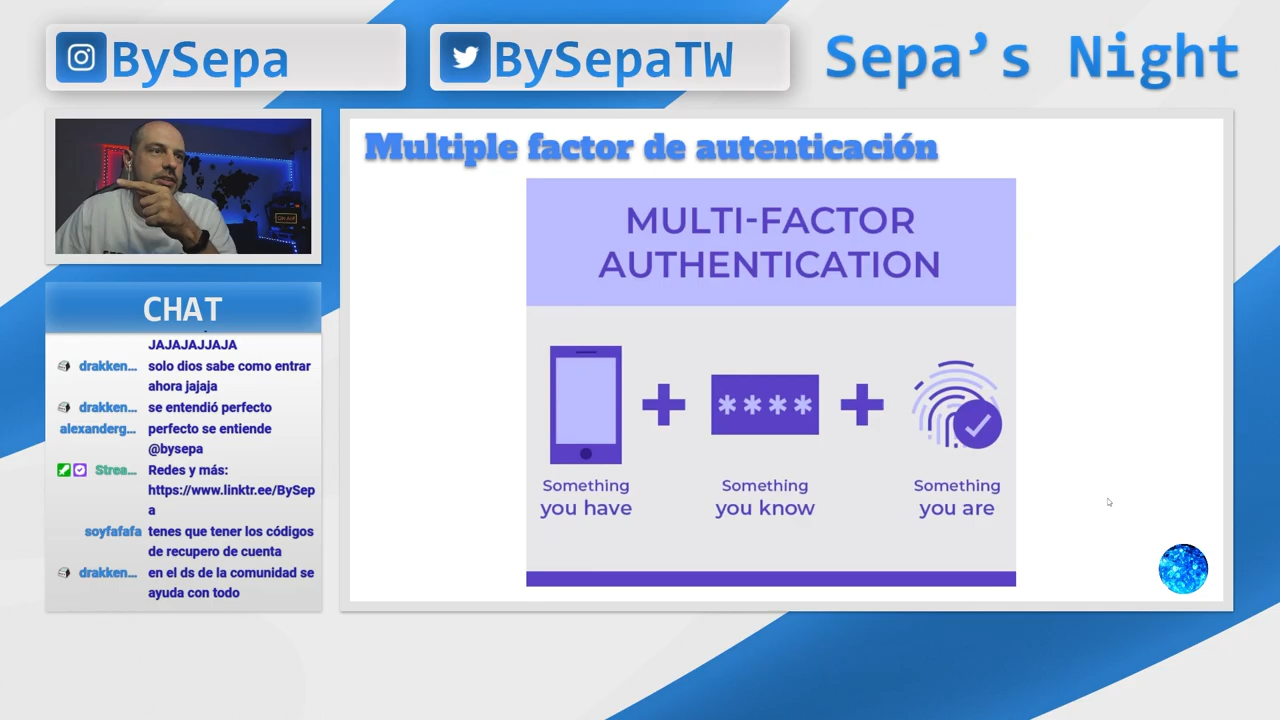 BySepa
BySepaTW
Sepa's Night
Multiple factor de autenticación
MULTI-FACTOR
AUTHENTICATION
****
Something
you have
Something
you know
Something
you are
CHAT
JAJAJAJJAJA
drakken... solo dios sabe como entrar
ahora jajaja
drakken... se entendió perfecto
alexanderg... perfecto se entiende
@bysepa
Strea... Redes y más:
https://www.linktr.ee/BySep
a
soyfafafa tenes que tener los códigos
de recupero de cuenta
drakken... en el ds de la comunidad se
ayuda con todo